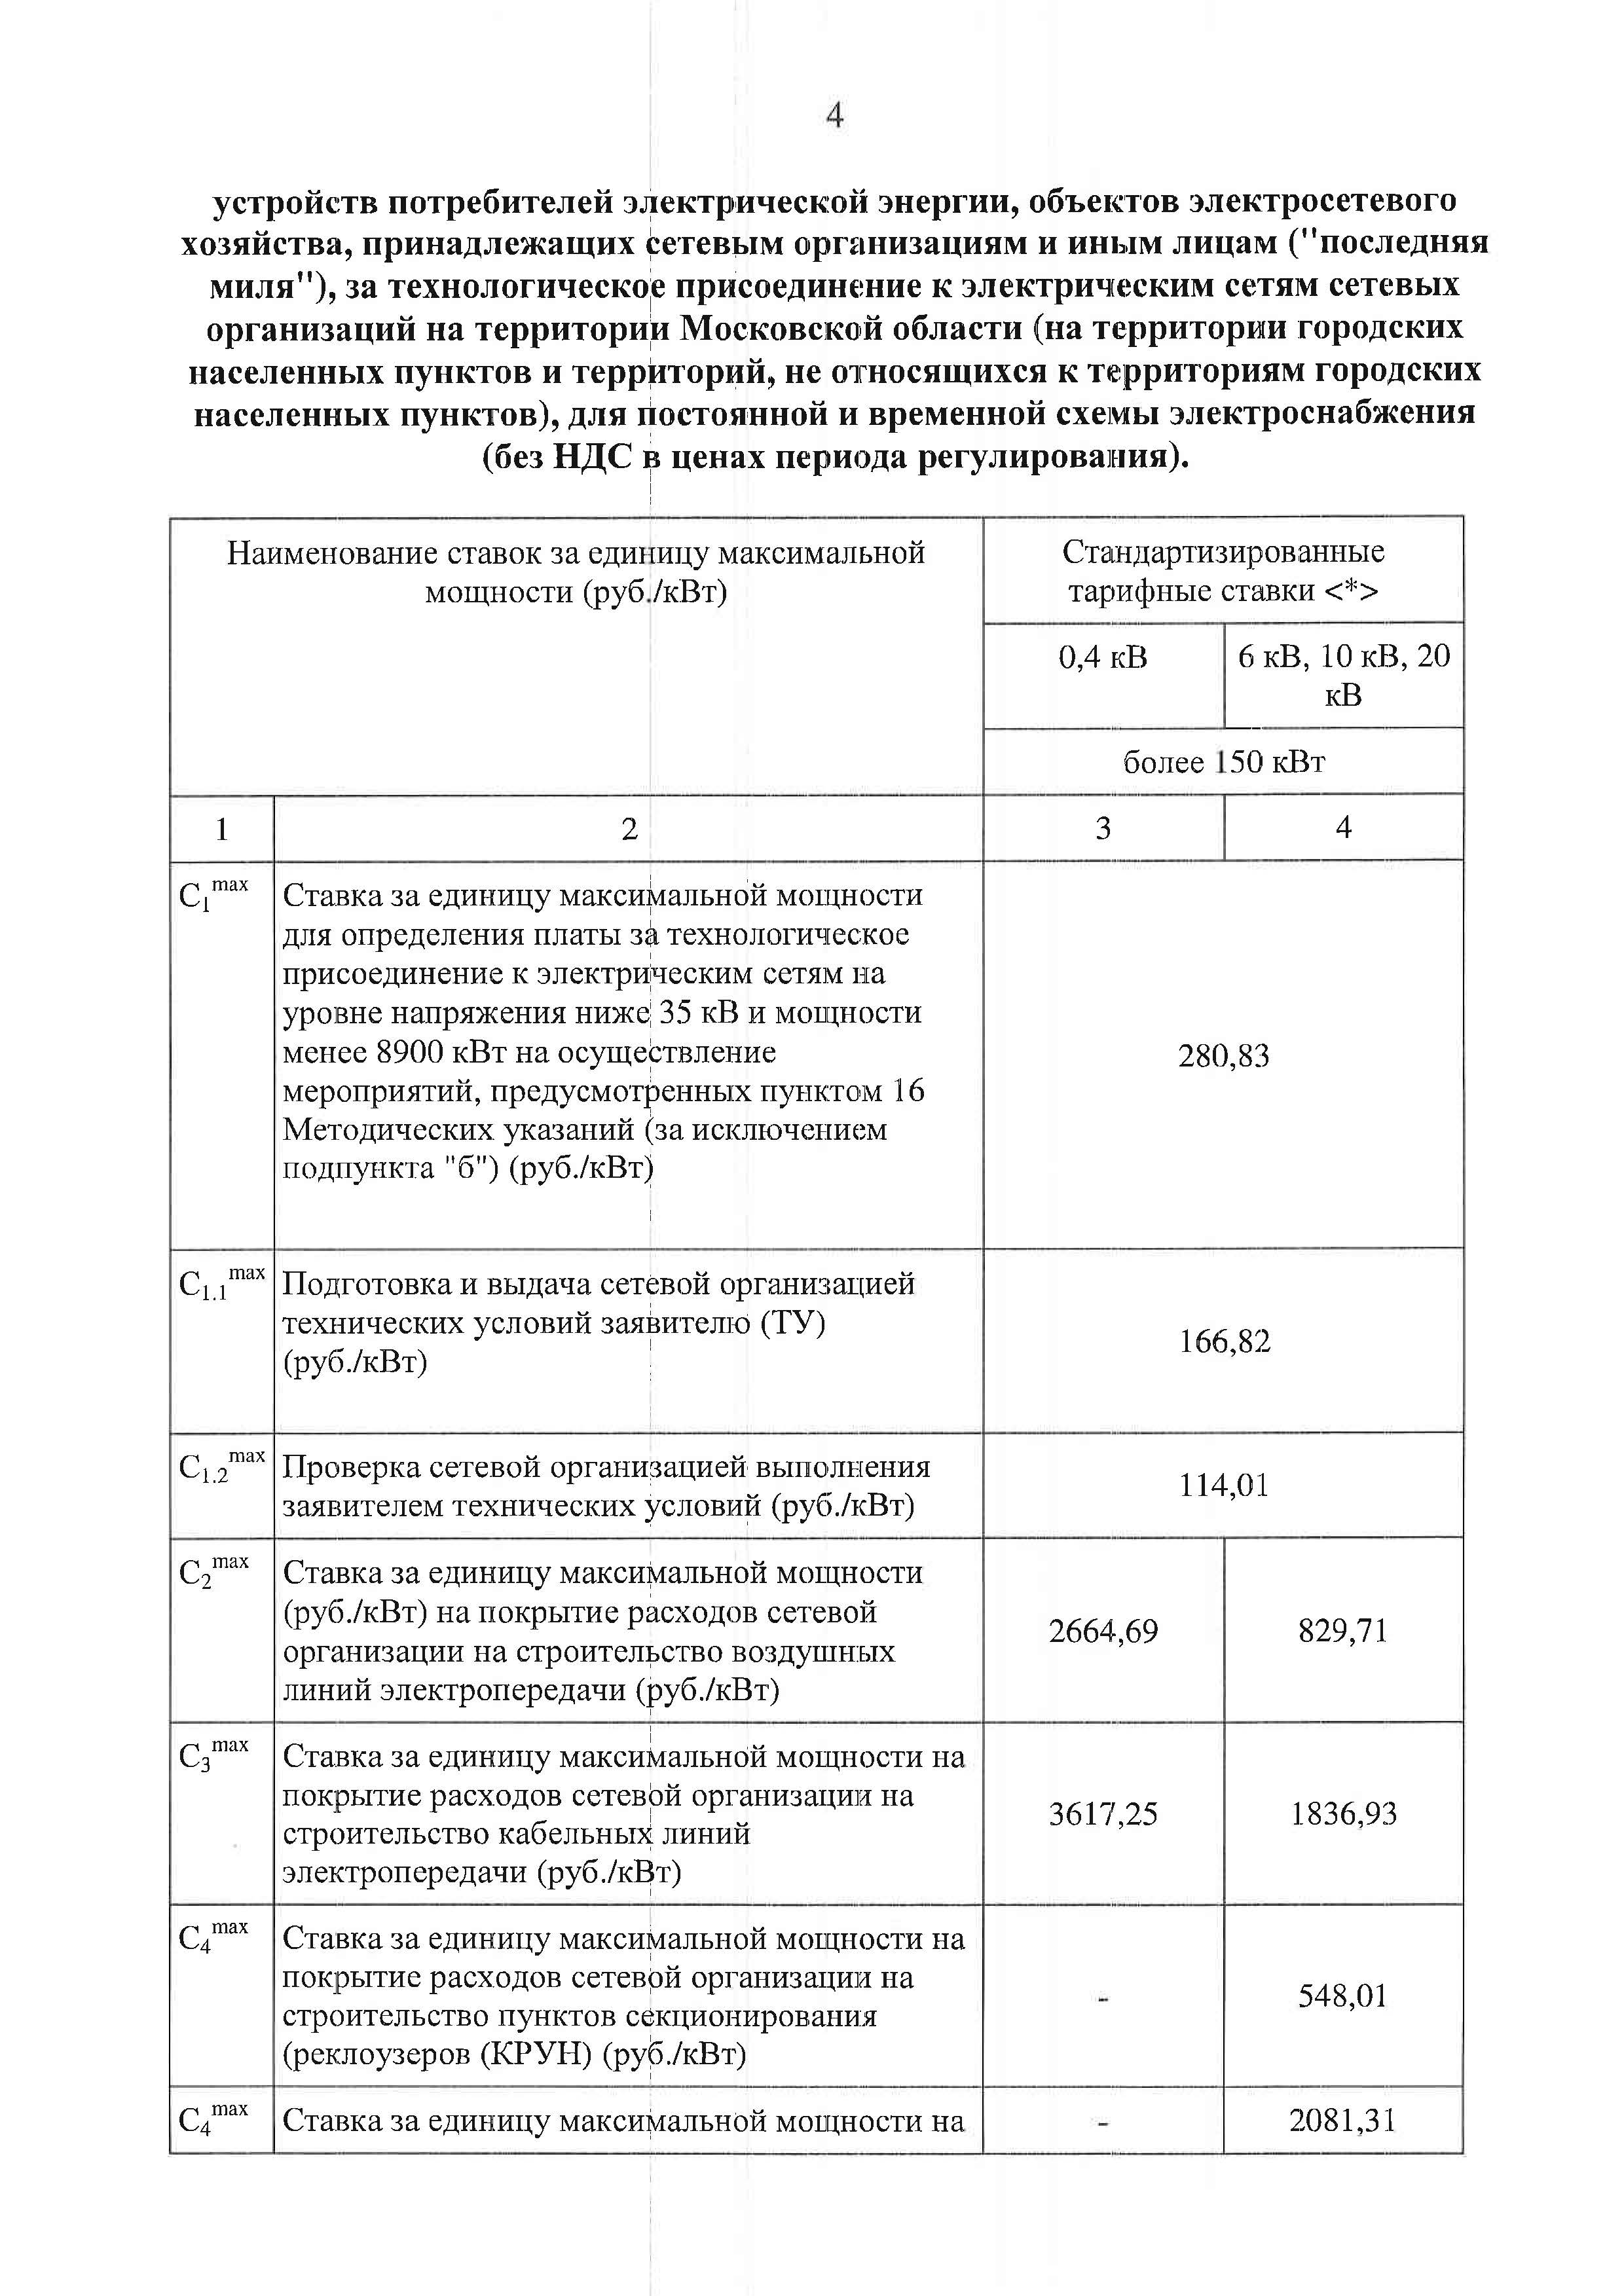 4
устройств потребителей электрической энергии, объектов электросетевого
хозяйства, принадлежащих сетевым организациям и иным лицам ("последняя
миля"), за технологическое присоединение к электрическим сетям сетевых
организаций на территории Московской области (на территории городских
населенных пунктов и территорий, не относящихся к территориям городских
населенных пунктов), для постоянной и временной схемы электроснабжения
(без НДС в ценах периода регулирования).
Наименование ставок за единицу максимальной
мощности (руб./кВт)
Стандартизированные
тарифные ставки <*>
0,4 кВ
6 кВ, 10 кВ, 20
кВ
более 150 кВт
1 2 3 4
C₁ᵐᵃˣ
Ставка за единицу максимальной мощности
для определения платы за технологическое
присоединение к электрическим сетям на
уровне напряжения ниже 35 кВ и мощности
менее 8900 кВт на осуществление
мероприятий, предусмотренных пунктом 16
Методических указаний (за исключением
подпункта "б") (руб./кВт)
280,83
C₁.₁ᵐᵃˣ
Подготовка и выдача сетевой организацией
технических условий заявителю (ТУ)
(руб./кВт)
166,82
C₁.₂ᵐᵃˣ
Проверка сетевой организацией выполнения
заявителем технических условий (руб./кВт)
114,01
C₂ᵐᵃˣ
Ставка за единицу максимальной мощности
(руб./кВт) на покрытие расходов сетевой
организации на строительство воздушных
линий электропередачи (руб./кВт)
2664,69
829,71
C₃ᵐᵃˣ
Ставка за единицу максимальной мощности на
покрытие расходов сетевой организации на
строительство кабельных линий
электропередачи (руб./кВт)
3617,25
1836,93
C₄ᵐᵃˣ
Ставка за единицу максимальной мощности на
покрытие расходов сетевой организации на
строительство пунктов секционирования
(реклоузеров (КРУН) (руб./кВт)
-
548,01
C₄ᵐᵃˣ
Ставка за единицу максимальной мощности на
-
2081,31